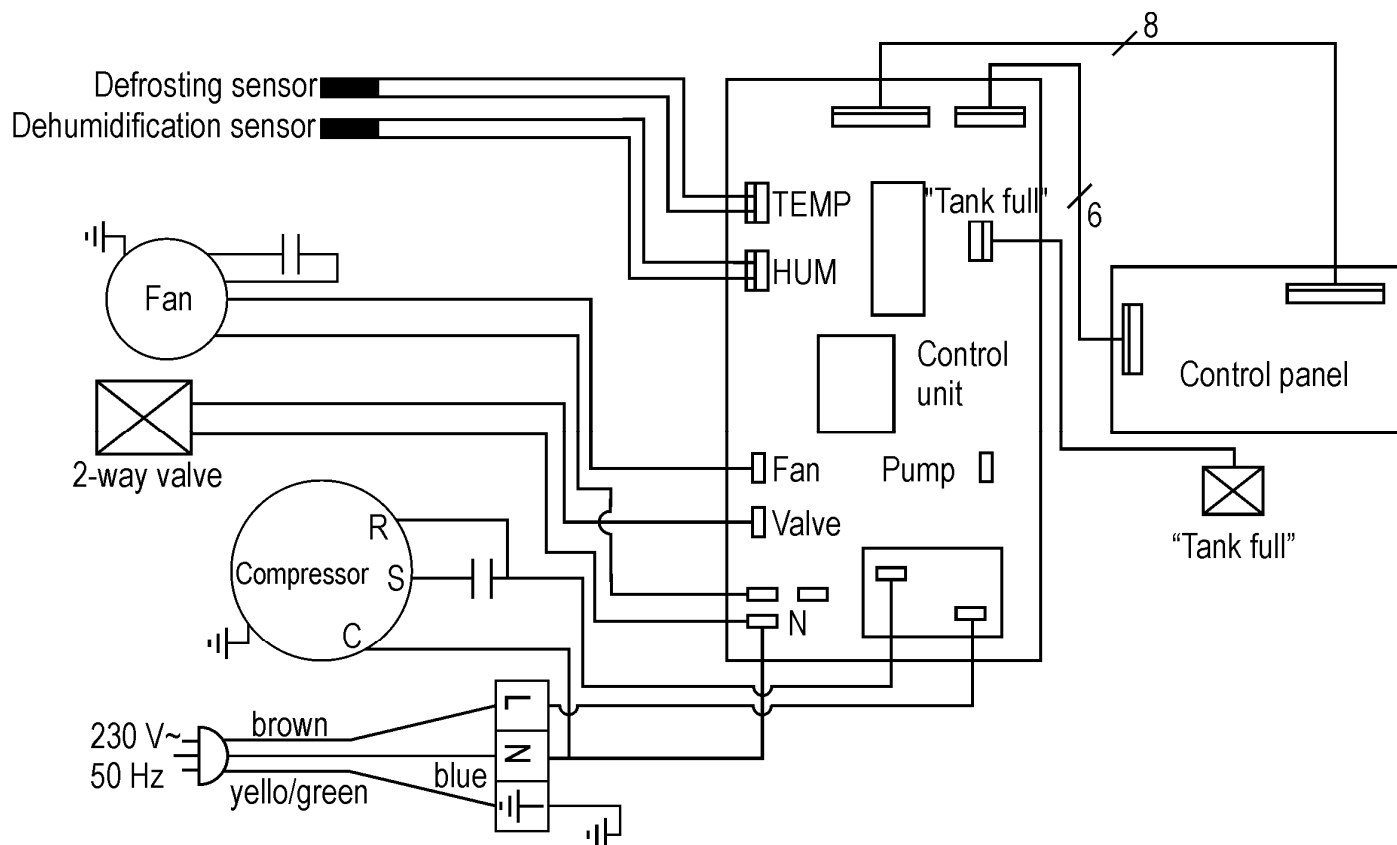 8
Defrosting sensor
Dehumidification sensor
TEMP
"Tank full"
6
HUM
Fan
Control
unit
Control panel
2-way valve
Fan
Pump
Valve
"Tank full"
R
Compressor
S
C
N
L
brown
230 V~
N
50 Hz
blue
yello/green